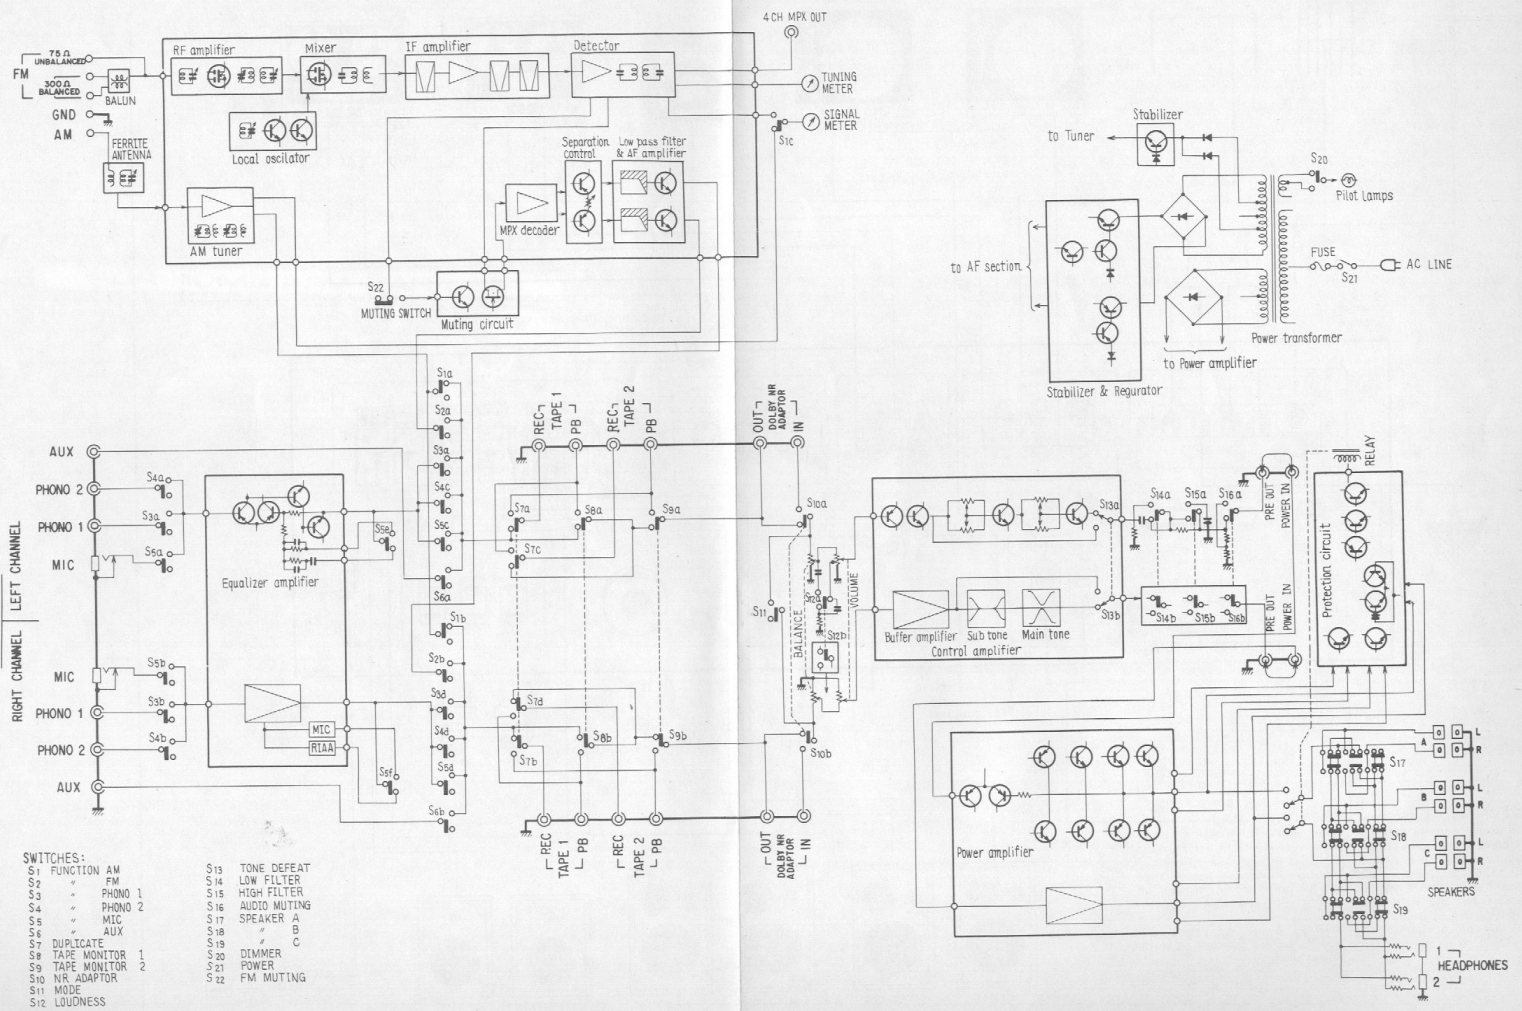 4 CH MPX OUT
75 Ω
UNBALANCED
FM
300 Ω
BALANCED
BALUN
GND
AM
FERRITE
ANTENNA
RF amplifier
Mixer
IF amplifier
Detector
TUNING
METER
SIGNAL
METER
S1c
Local oscilator
AM tuner
Separation
control
Low pass filter
& AF amplifier
MPX decoder
S22
MUTING SWITCH
Muting circuit
Stabilizer
to Tuner
S20
Pilot lamps
to AF section
FUSE
S21
AC LINE
Power transformer
to Power amplifier
Stabilizer & Regurator
S1a
S2a
S3a
S4c
S5c
S6a
S1b
S2b
S3d
S4d
S5d
S6b
LEFT CHANNEL
AUX
PHONO 2
PHONO 1
MIC
S4a
S3a
S5a
RIGHT CHANNEL
MIC
PHONO 1
PHONO 2
AUX
S5b
S3b
S4b
Equalizer amplifier
S5e
MIC
RIAA
S5f
REC
TAPE 1
PB
REC
TAPE 2
PB
OUT
DOLBY NR
ADAPTOR
IN
S7a
S7c
S8a
S9a
S10a
S7d
S7b
S8b
S9b
S10b
S11
S12a
S12b
BALANCE
VOLUME
REC
TAPE 1
PB
REC
TAPE 2
PB
OUT
DOLBY NR
ADAPTOR
IN
Buffer amplifier
Sub tone
Main tone
Control amplifier
S13a
S13b
S14a
S15a
S16a
S14b
S15b
S16b
PRE OUT
POWER IN
PRE OUT
POWER IN
RELAY
Protection circuit
Power amplifier
S17
S18
S19
A
L
R
B
L
R
C
L
R
SPEAKERS
1
HEADPHONES
2
SWITCHES:
S1 FUNCTION AM
S2 〃 FM
S3 〃 PHONO 1
S4 〃 PHONO 2
S5 〃 MIC
S6 〃 AUX
S7 DUPLICATE
S8 TAPE MONITOR 1
S9 TAPE MONITOR 2
S10 NR ADAPTOR
S11 MODE
S12 LOUDNESS
S13 TONE DEFEAT
S14 LOW FILTER
S15 HIGH FILTER
S16 AUDIO MUTING
S17 SPEAKER A
S18 〃 B
S19 〃 C
S20 DIMMER
S21 POWER
S22 FM MUTING